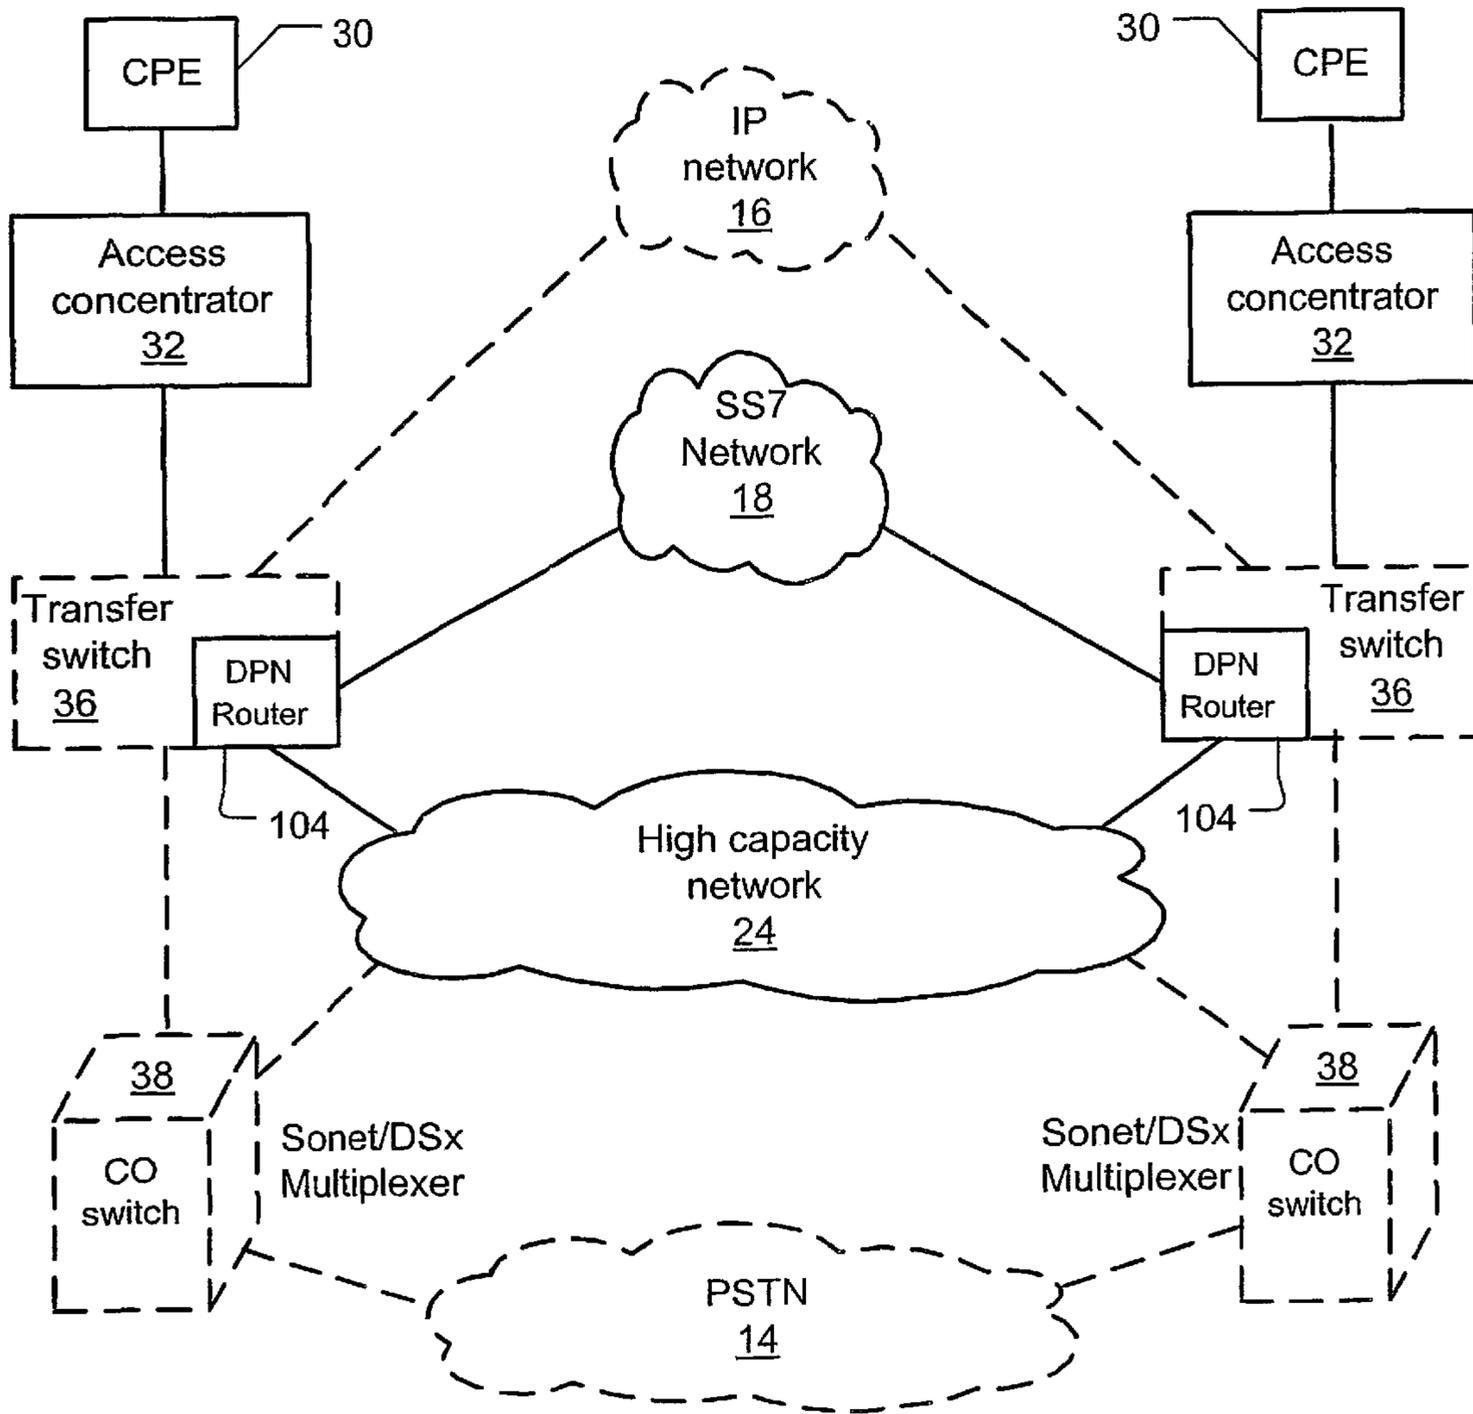 CPE
30
30
CPE
IP
network
16
Access
concentrator
32
Access
concentrator
32
SS7
Network
18
Transfer
switch
36
DPN
Router
104
DPN
Router
104
Transfer
switch
36
High capacity
network
24
38
CO
switch
Sonet/DSx
Multiplexer
Sonet/DSx
Multiplexer
38
CO
switch
PSTN
14